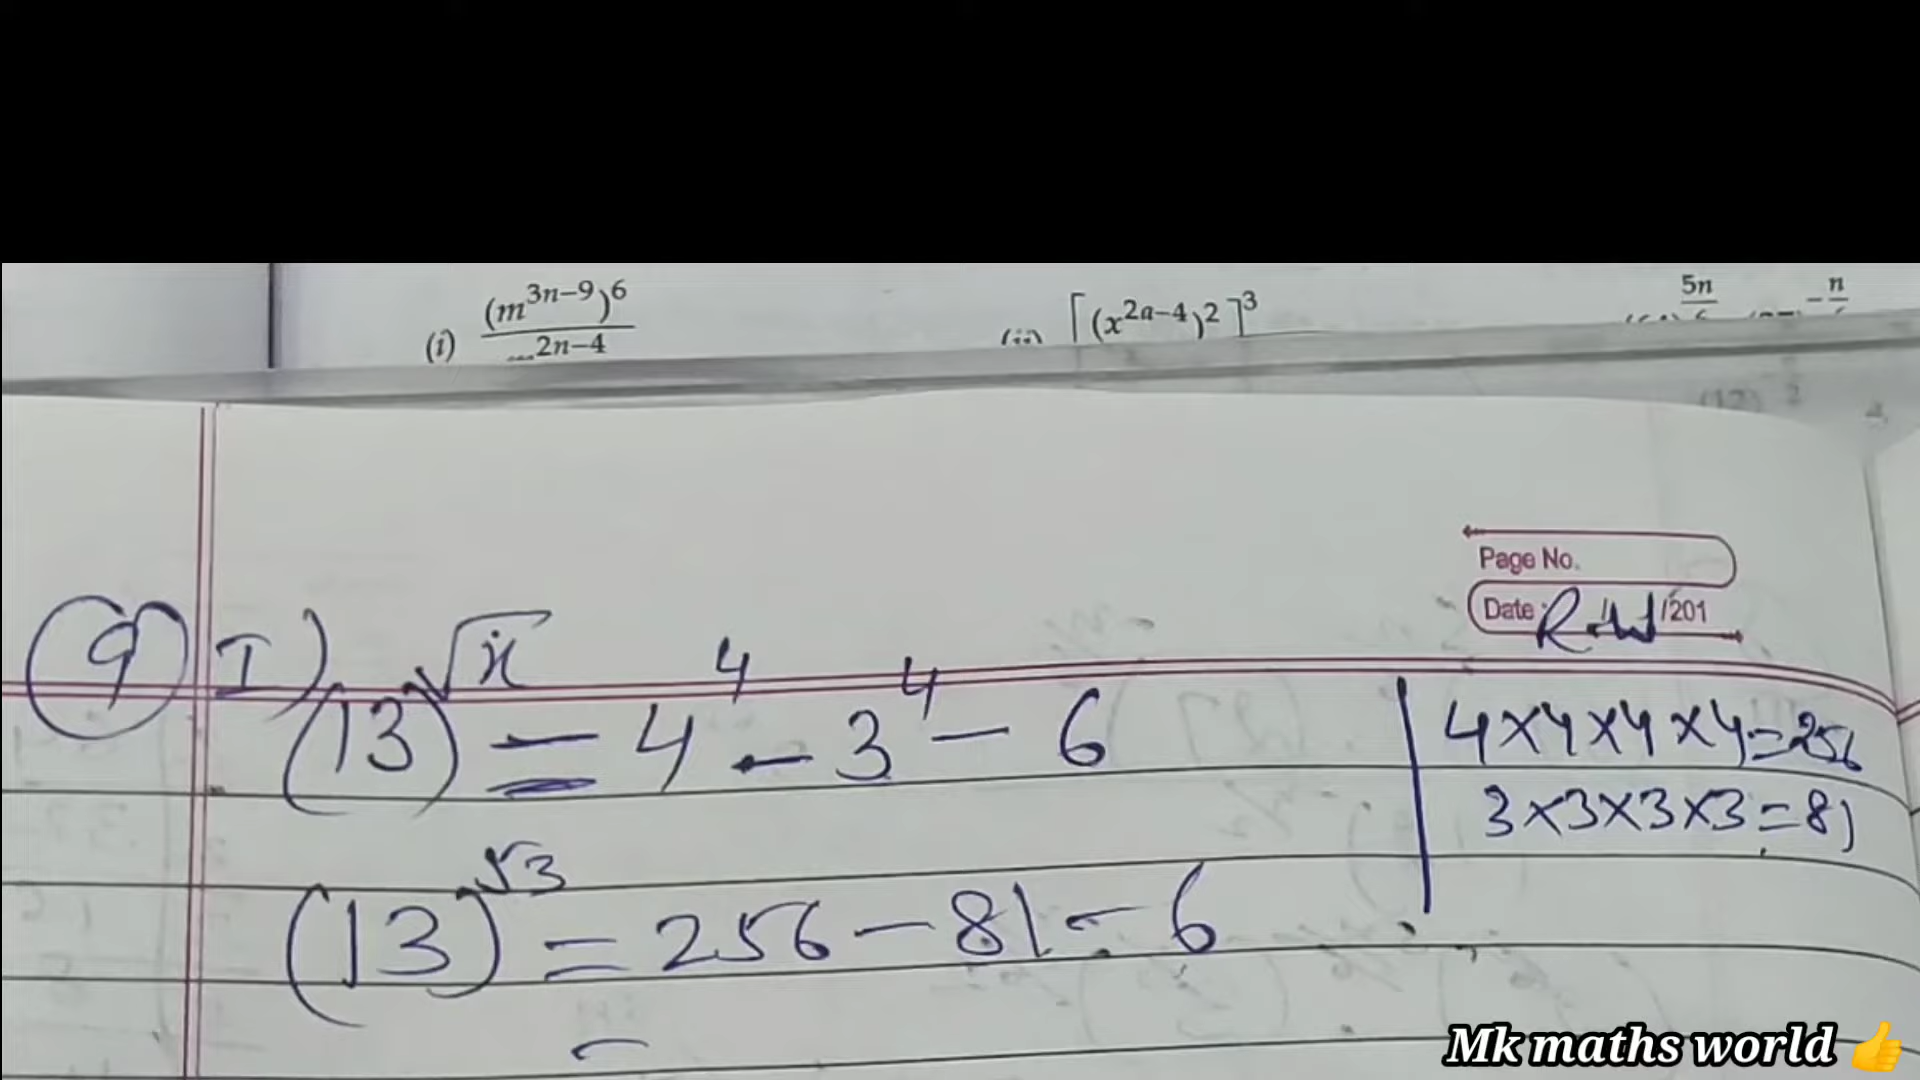 (i) (m^3n−9)^6 / 2n−4
(ii) [(x^2a−4)^2]^3
5n
−n
Page No.
Date: /201
9 I) (13)^√x = 4^4 − 3^4 − 6
4×4×4×4=256
3×3×3×3=81
(13)^√3 = 256 − 81 − 6
=
Mk maths world 👍